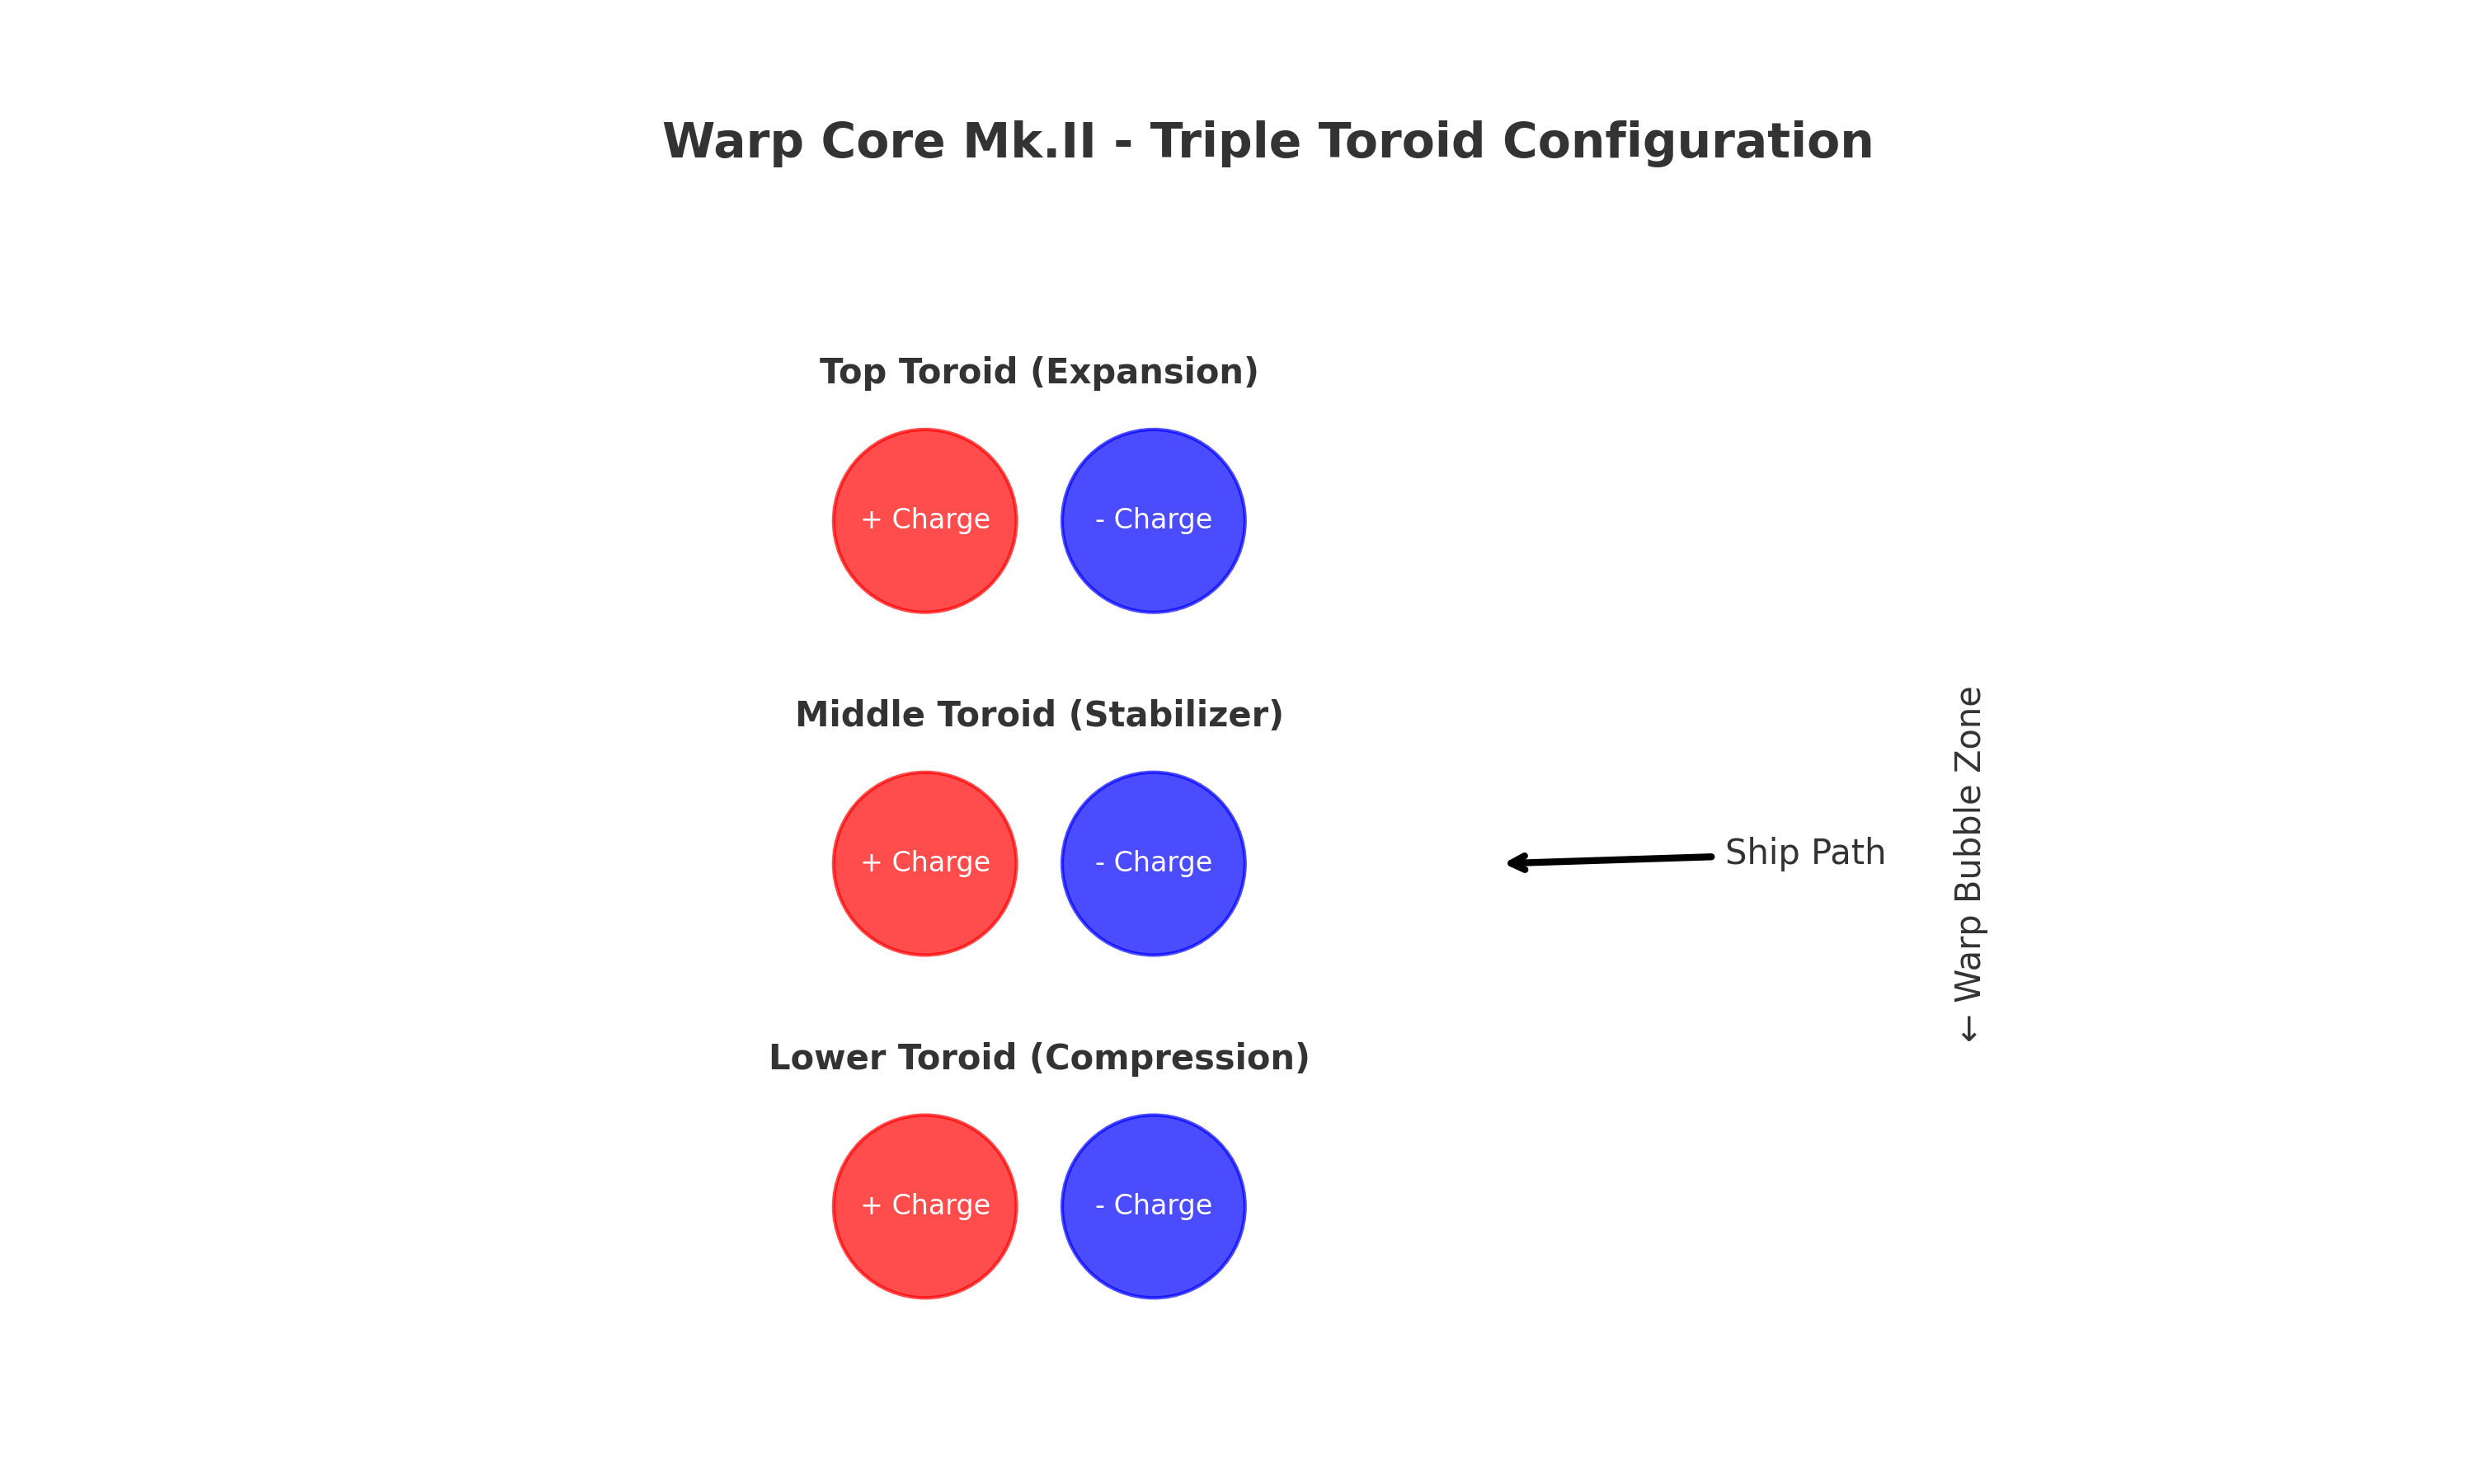 Warp Core Mk.II - Triple Toroid Configuration
Top Toroid (Expansion)
+ Charge
- Charge
Middle Toroid (Stabilizer)
+ Charge
- Charge
Ship Path
← Warp Bubble Zone
Lower Toroid (Compression)
+ Charge
- Charge